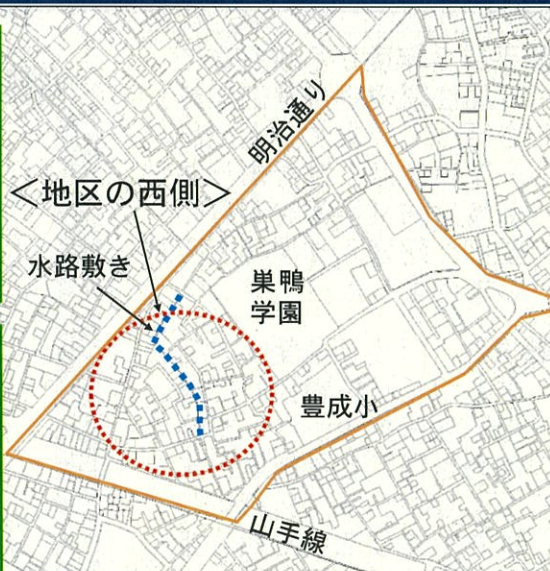 明治通り
＜地区の西側＞
水路敷き
巣鴨
学園
豊成小
山手線